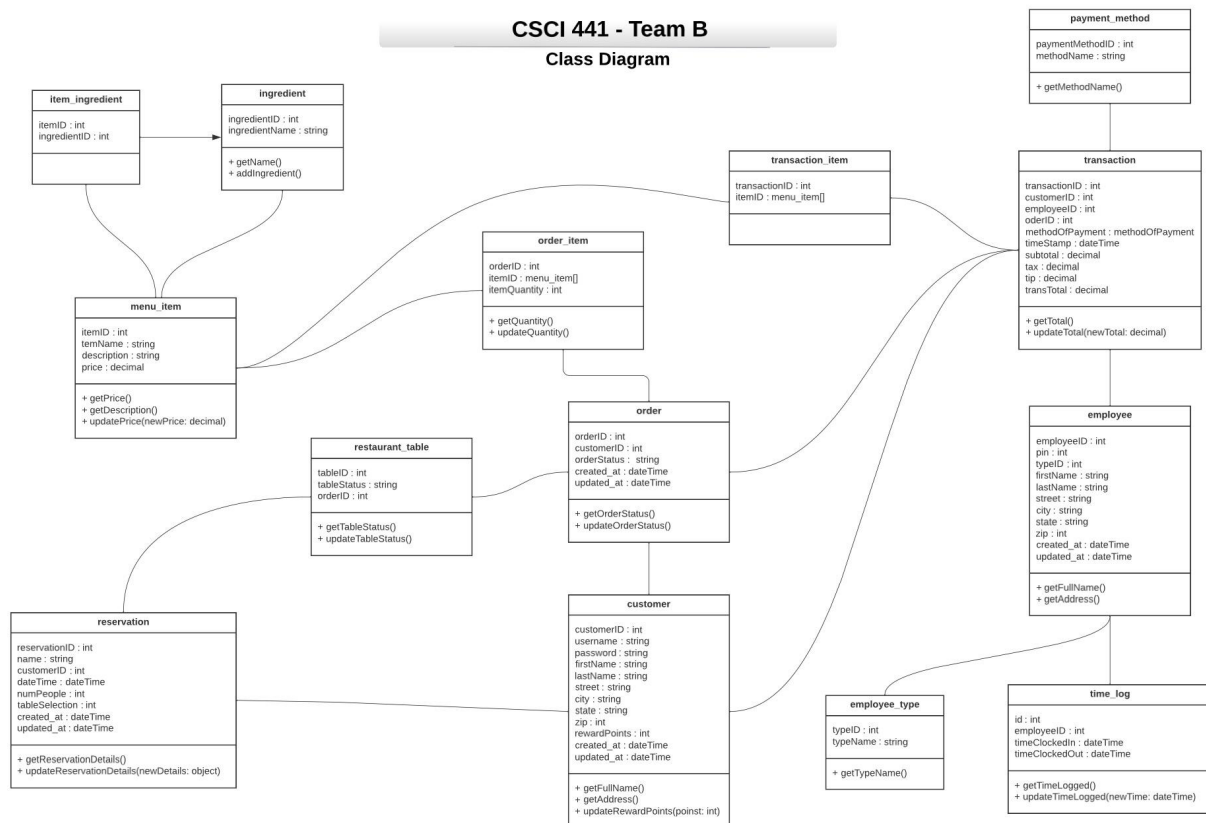 CSCI 441 - Team B
Class Diagram
payment_method
paymentMethodID : int
methodName : string
+ getMethodName()
item_ingredient
itemID : int
ingredientID : int
ingredient
ingredientID : int
ingredientName : string
+ getName()
+ addIngredient()
transaction_item
transactionID : int
itemID : menu_item[]
transaction
transactionID : int
customerID : int
employeeID : int
oderID : int
methodOfPayment : methodOfPayment
timeStamp : dateTime
subtotal : decimal
tax : decimal
tip : decimal
transTotal : decimal
+ getTotal()
+ updateTotal(newTotal: decimal)
order_item
orderID : int
itemID : menu_item[]
itemQuantity : int
+ getQuantity()
+ updateQuantity()
menu_item
itemID : int
temName : string
description : string
price : decimal
+ getPrice()
+ getDescription()
+ updatePrice(newPrice: decimal)
order
orderID : int
customerID : int
orderStatus : string
created_at : dateTime
updated_at : dateTime
+ getOrderStatus()
+ updateOrderStatus()
employee
employeeID : int
pin : int
typeID : int
firstName : string
lastName : string
street : string
city : string
state : string
zip : int
created_at : dateTime
updated_at : dateTime
+ getFullName()
+ getAddress()
restaurant_table
tableID : int
tableStatus : string
orderID : int
+ getTableStatus()
+ updateTableStatus()
reservation
reservationID : int
name : string
customerID : int
dateTime : dateTime
numPeople : int
tableSelection : int
created_at : dateTime
updated_at : dateTime
+ getReservationDetails()
+ updateReservationDetails(newDetails: object)
customer
customerID : int
username : string
password : string
firstName : string
lastName : string
street : string
city : string
state : string
zip : int
rewardPoints : int
created_at : dateTime
updated_at : dateTime
+ getFullName()
+ getAddress()
+ updateRewardPoints(poinst: int)
employee_type
typeID : int
typeName : string
+ getTypeName()
time_log
id : int
employeeID : int
timeClockedIn : dateTime
timeClockedOut : dateTime
+ getTimeLogged()
+ updateTimeLogged(newTime: dateTime)